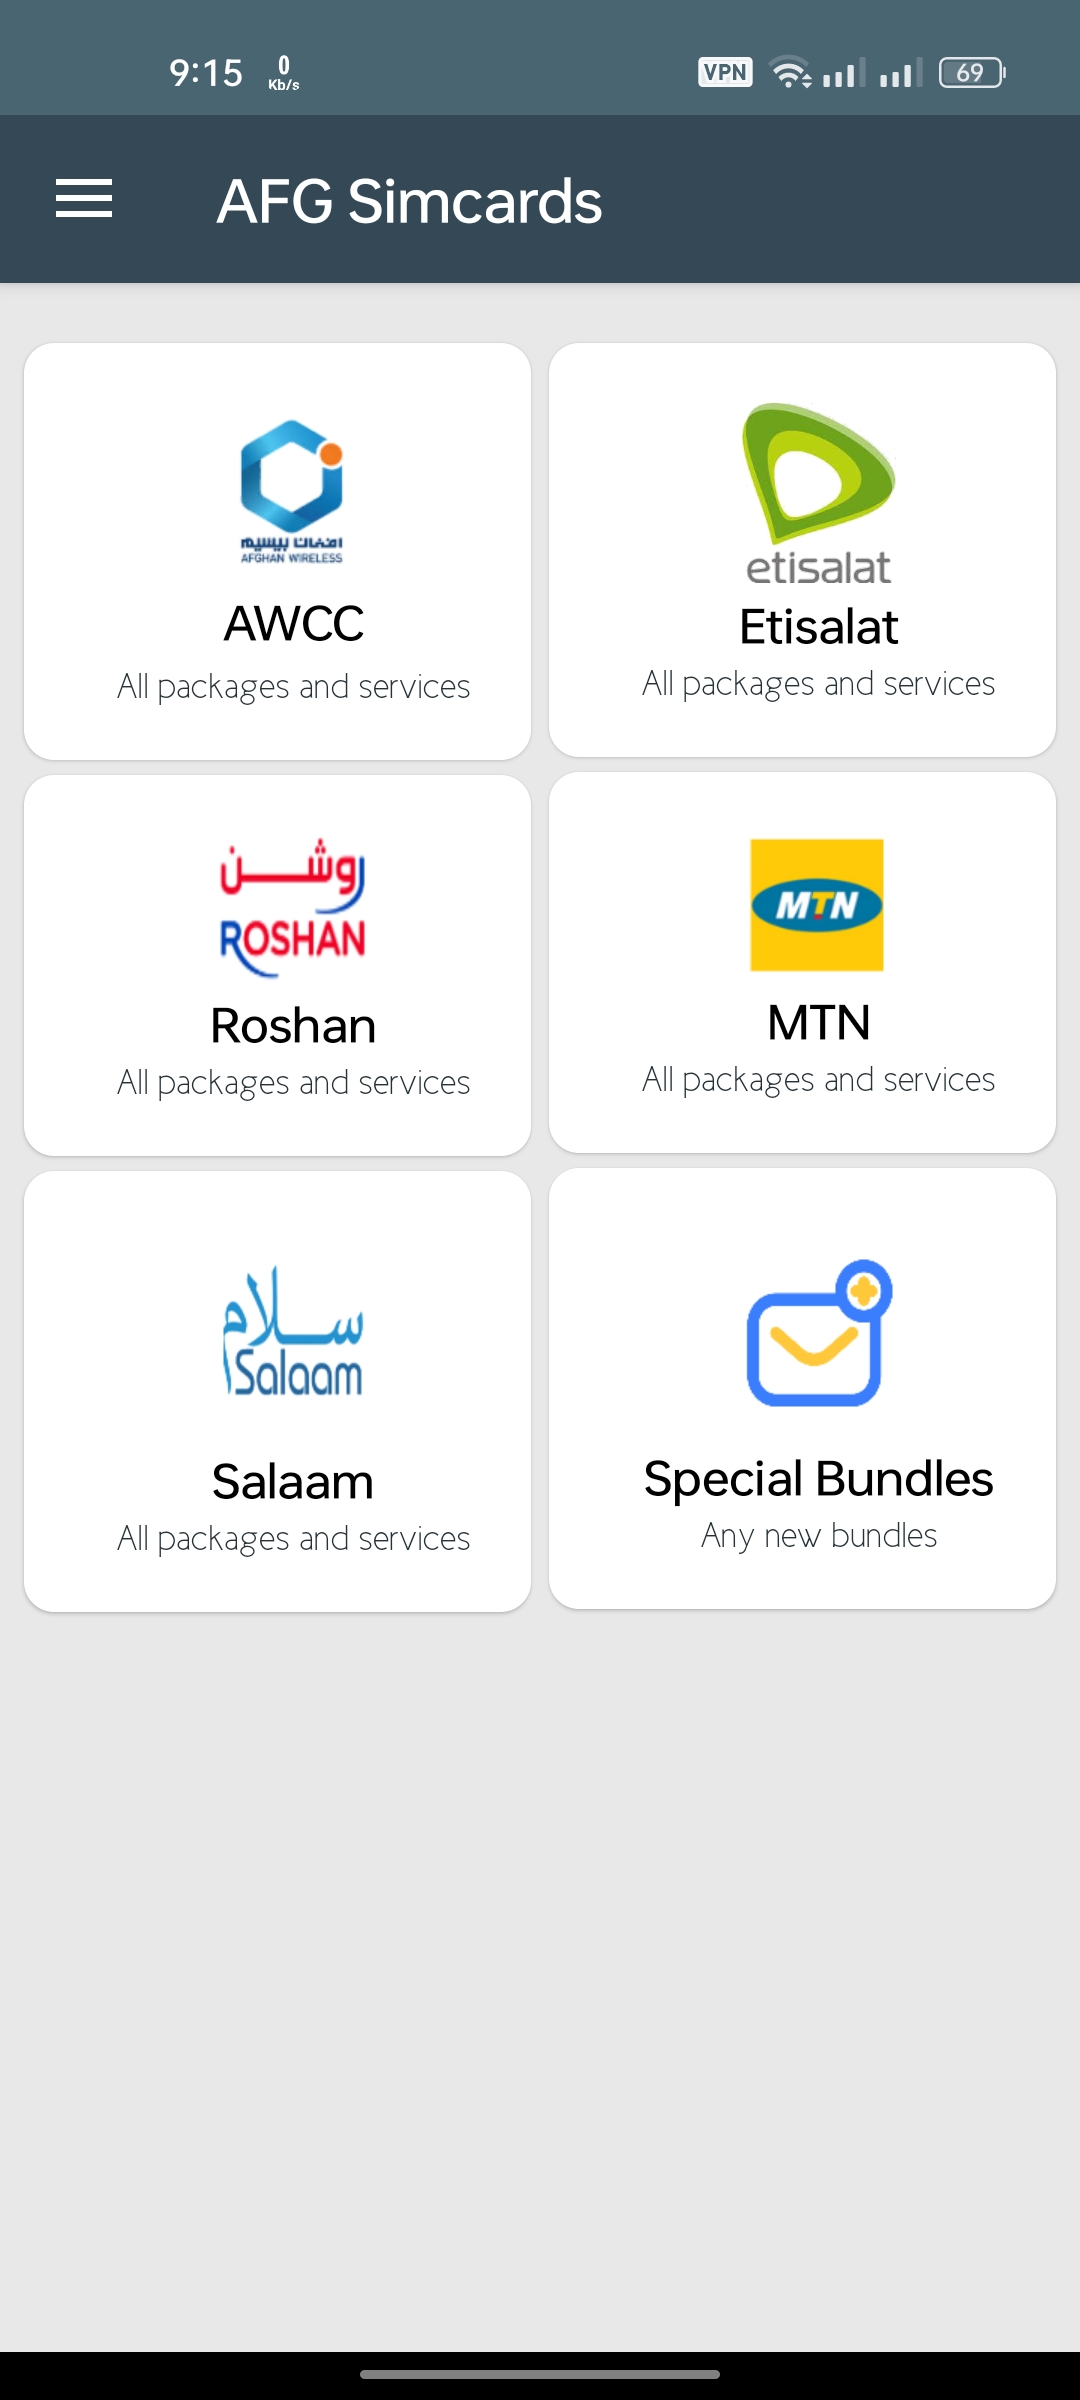 9:15
0
Kb/s
VPN
69
AFG Simcards
افغان بیسیم
AFGHAN WIRELESS
AWCC
All packages and services
etisalat
Etisalat
All packages and services
روشن
ROSHAN
Roshan
All packages and services
MTN
MTN
All packages and services
سلام
Salaam
Salaam
All packages and services
Special Bundles
Any new bundles